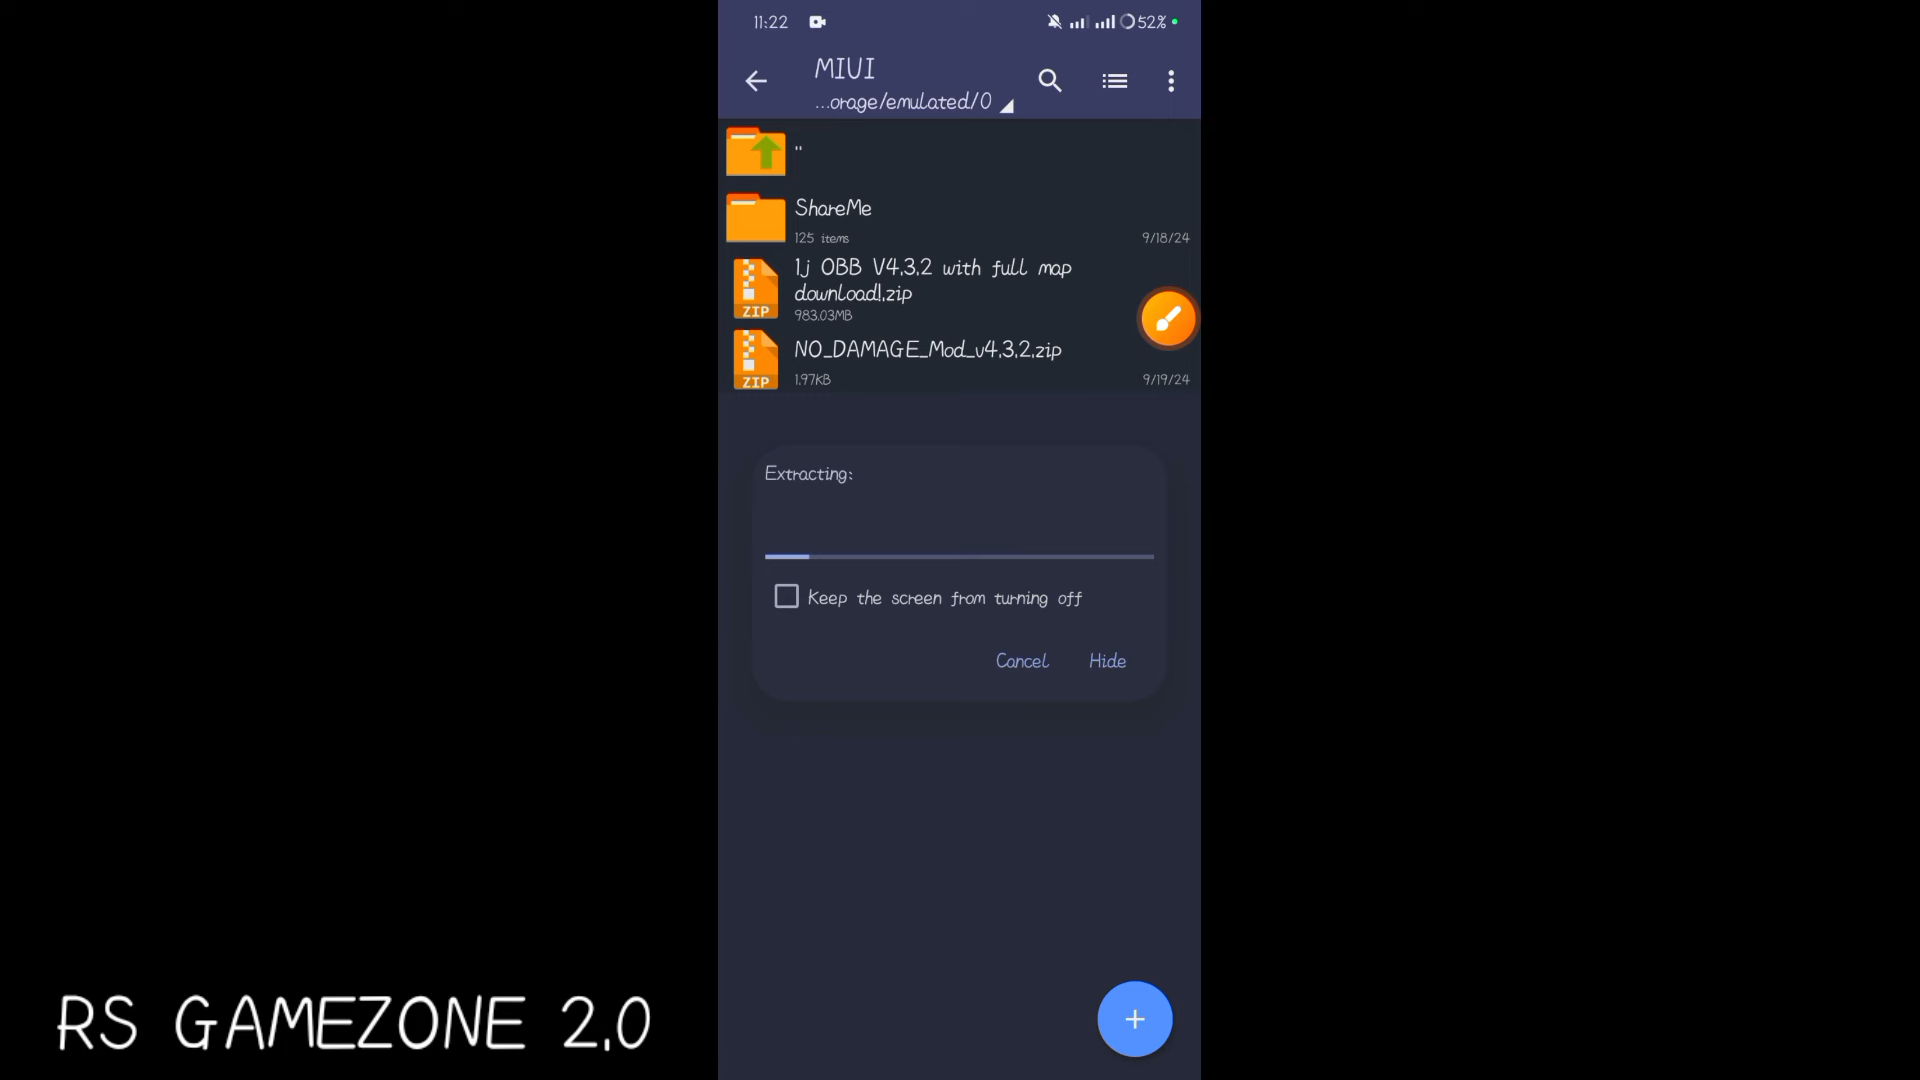 11:22
52%
MIUI
...orage/emulated/0
..
ShareMe
125 items
9/18/24
1j OBB V4.3.2 with full map
download!.zip
983.03MB
ZIP
NO_DAMAGE_Mod_v4.3.2.zip
1.97KB
9/19/24
ZIP
Extracting:
Keep the screen from turning off
Cancel
Hide
RS GAMEZONE 2.0